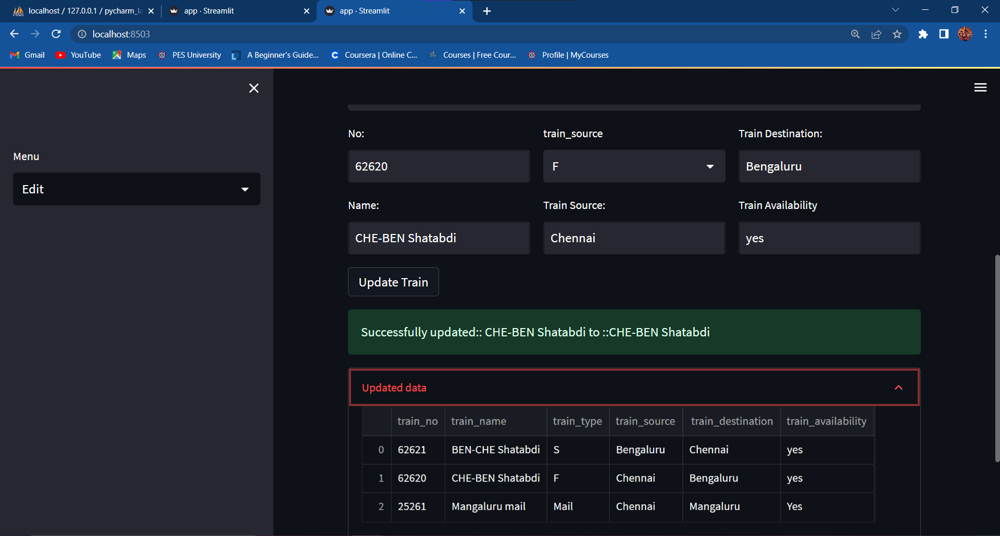 localhost / 127.0.0.1 / pycharm_la
app · Streamlit
app · Streamlit
localhost:8503
Gmail
YouTube
Maps
PES University
A Beginner's Guide...
Coursera | Online C...
Courses | Free Cour...
Profile | MyCourses
Menu
Edit
No: train_source Train Destination:
62620 F Bengaluru
Name: Train Source: Train Availability
CHE-BEN Shatabdi Chennai yes
Update Train
Successfully updated:: CHE-BEN Shatabdi to ::CHE-BEN Shatabdi
Updated data
train_no train_name train_type train_source train_destination train_availability
0 62621 BEN-CHE Shatabdi S Bengaluru Chennai yes
1 62620 CHE-BEN Shatabdi F Chennai Bengaluru yes
2 25261 Mangaluru mail Mail Chennai Mangaluru Yes